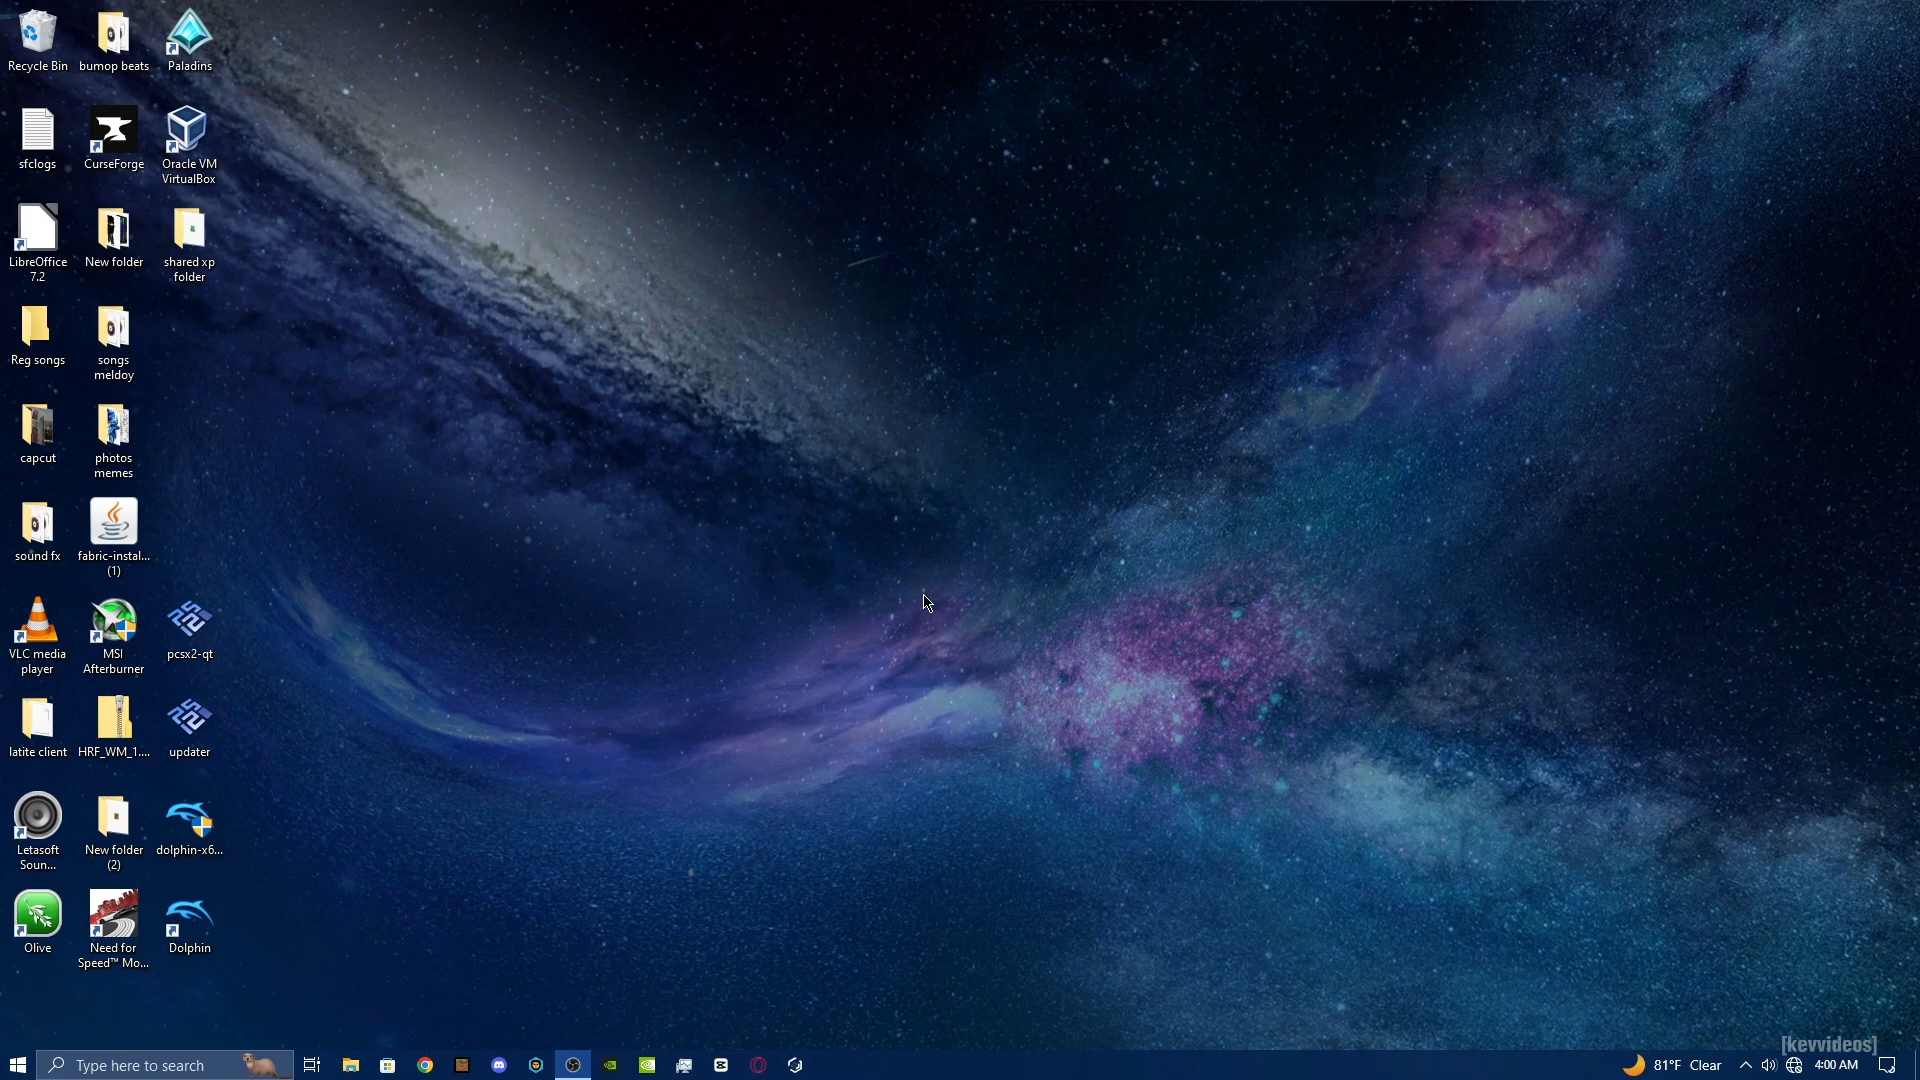 Recycle Bin
bumop beats
Paladins
sfclogs
CurseForge
Oracle VM
VirtualBox
LibreOffice
7.2
New folder
shared xp
folder
Reg songs
songs
meldoy
capcut
photos
memes
sound fx
fabric-instal...
(1)
VLC media
player
MSI
Afterburner
pcsx2-qt
latite client
HRF_WM_1....
updater
Letasoft
Soun...
New folder
(2)
dolphin-x6...
Olive
Need for
Speed™ Mo...
Dolphin
[kevvideos]
Type here to search
81°F Clear
4:00 AM